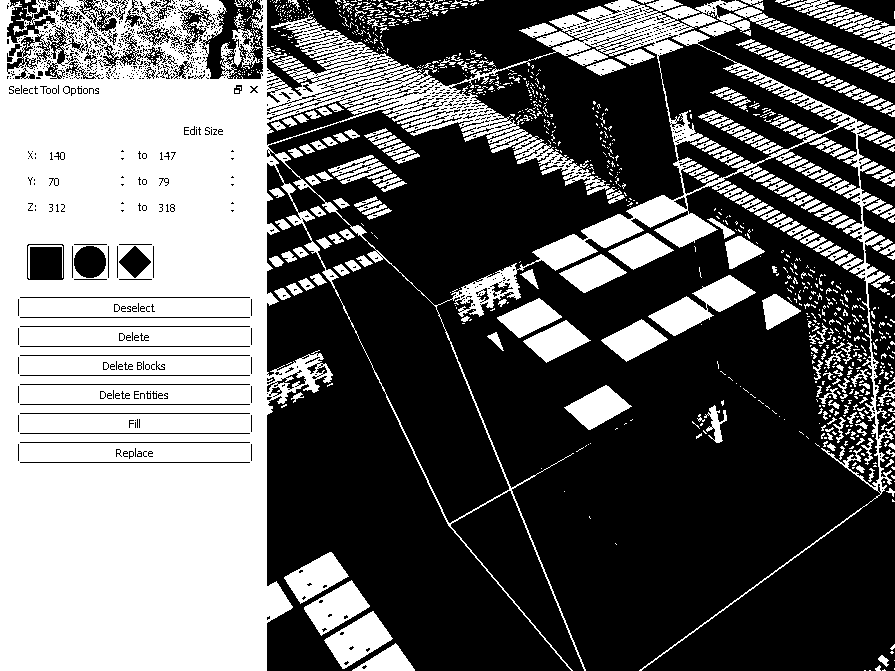 Select Tool Options
Edit Size
X: 140 to 147
Y: 70 to 79
Z: 312 to 318
Deselect
Delete
Delete Blocks
Delete Entities
Fill
Replace